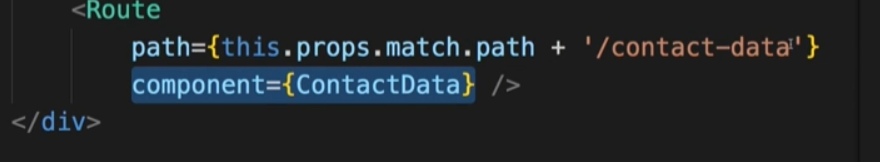 <Route
path={this.props.match.path + '/contact-data'}
component={ContactData} />
</div>